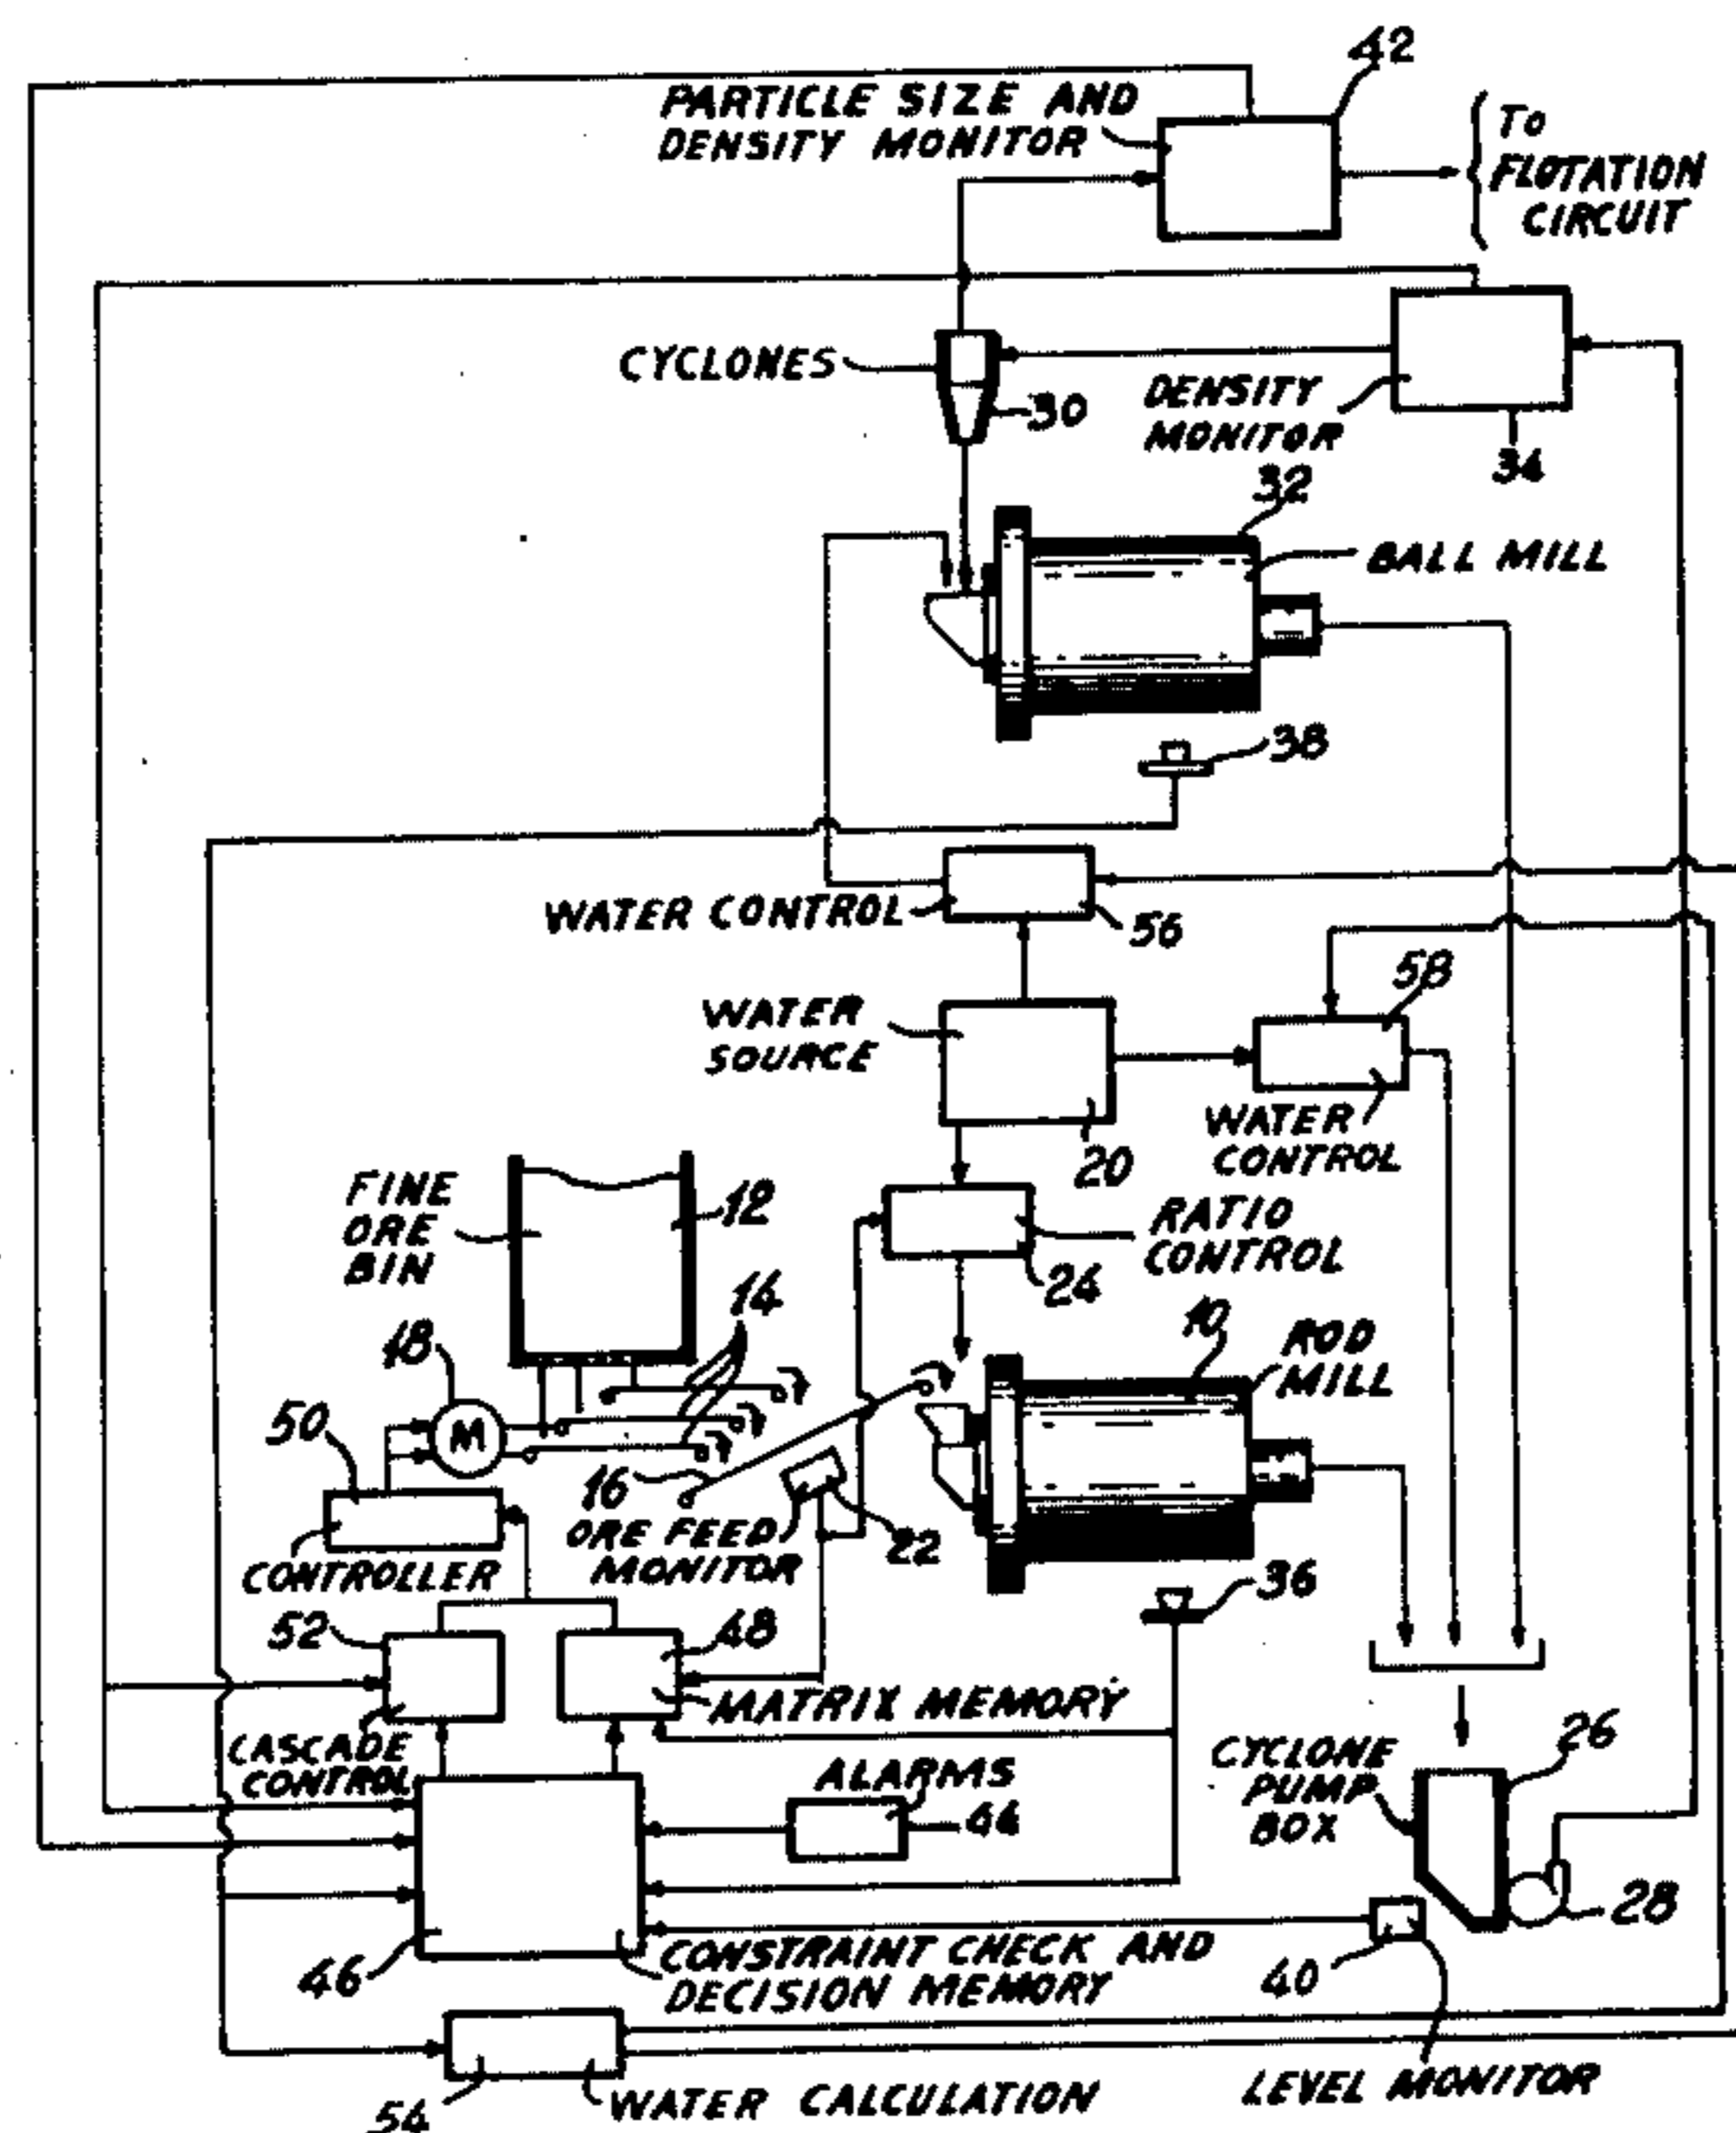 42
PARTICLE SIZE AND
DENSITY MONITOR
TO
FLOTATION
CIRCUIT
CYCLONES
30
DENSITY
MONITOR
34
32
BALL MILL
38
WATER CONTROL
56
58
WATER
SOURCE
WATER
CONTROL
20
FINE
ORE
BIN
12
RATIO
CONTROL
24
14
18
10
ROD
MILL
M
50
16
ORE FEED
MONITOR
22
CONTROLLER
36
52
48
MATRIX MEMORY
CASCADE
CONTROL
ALARMS
44
CYCLONE
PUMP
BOX
26
28
46
CONSTRAINT CHECK AND
DECISION MEMORY
40
LEVEL MONITOR
54
WATER CALCULATION